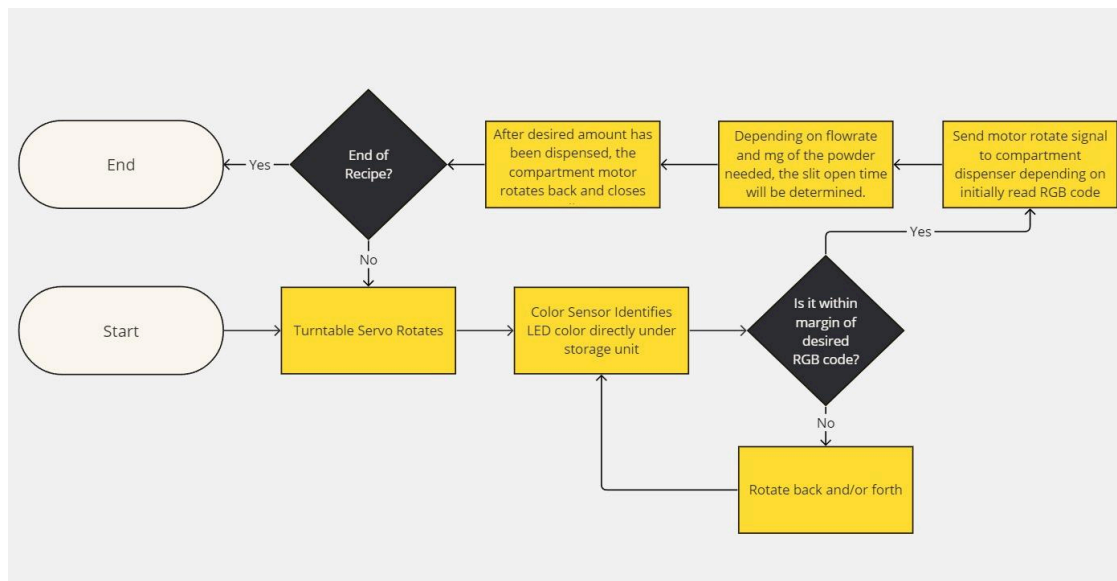 End
Yes
End of
Recipe?
After desired amount has
been dispensed, the
compartment motor
rotates back and closes
Depending on flowrate
and mg of the powder
needed, the slit open time
will be determined.
Send motor rotate signal
to compartment
dispenser depending on
initially read RGB code
No
Yes
Start
Turntable Servo Rotates
Color Sensor Identifies
LED color directly under
storage unit
Is it within
margin of
desired
RGB code?
No
Rotate back and/or forth